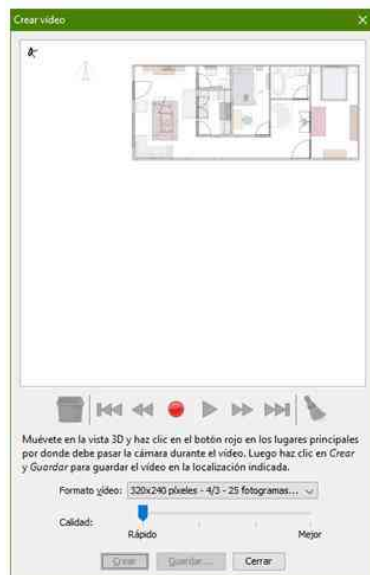 Crear vídeo
Muévete en la vista 3D y haz clic en el botón rojo en los lugares principales
por donde debe pasar la cámara durante el vídeo. Luego haz clic en Crear
y Guardar para guardar el vídeo en la localización indicada.
Formato vídeo: 320x240 píxeles - 4/3 - 25 fotogramas...
Calidad:
Rápido Mejor
Crear Guardar... Cerrar